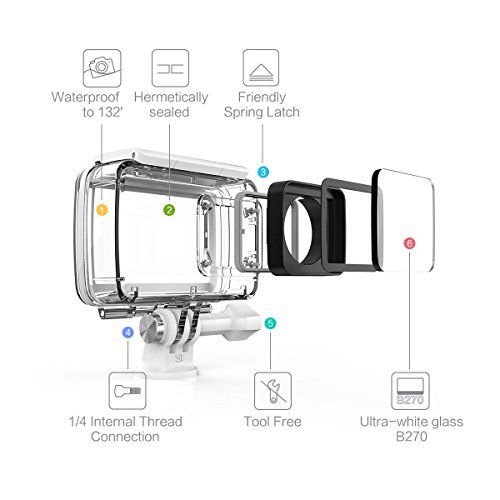 Waterproof
to 132'
Hermetically
sealed
Friendly
Spring Latch
3
1
2
6
4
5
B270
1/4 Internal Thread
Connection
Tool Free
Ultra-white glass
B270